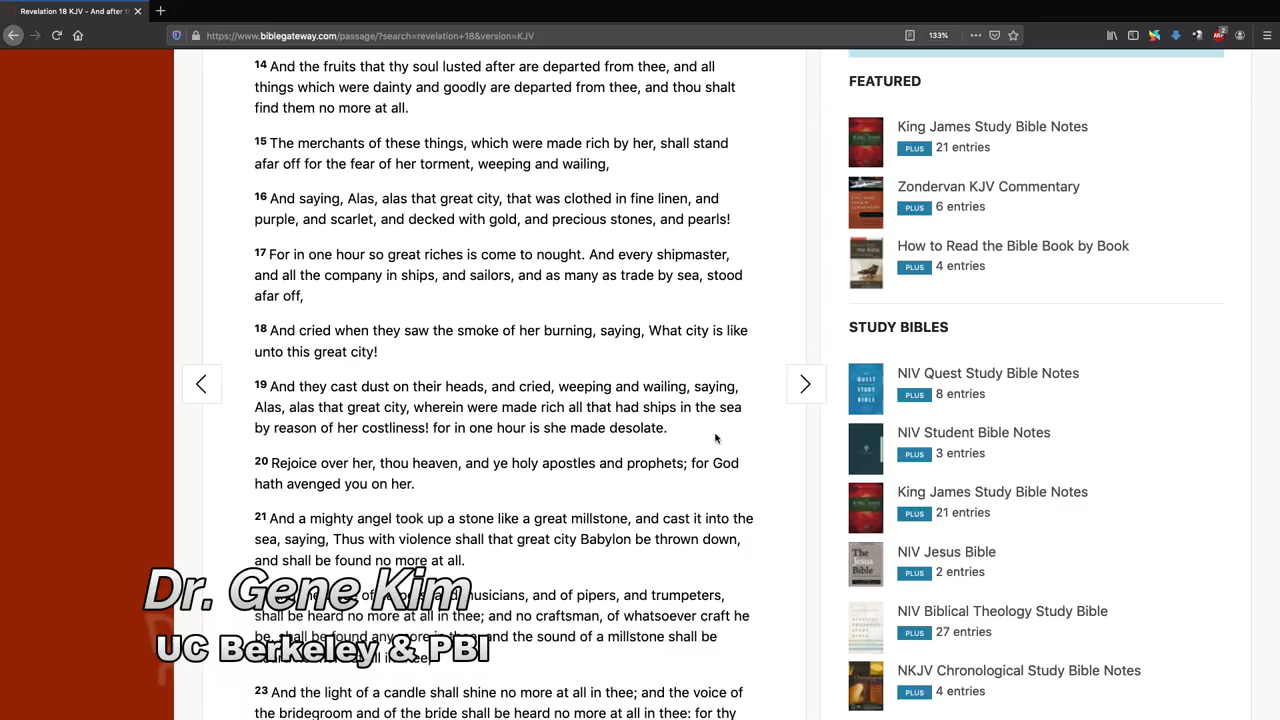 Revelation 18 KJV - And after t
https://www.biblegateway.com/passage/?search=revelation+18&version=KJV
133%
2
14 And the fruits that thy soul lusted after are departed from thee, and all
things which were dainty and goodly are departed from thee, and thou shalt
find them no more at all.
15 The merchants of these things, which were made rich by her, shall stand
afar off for the fear of her torment, weeping and wailing,
16 And saying, Alas, alas that great city, that was clothed in fine linen, and
purple, and scarlet, and decked with gold, and precious stones, and pearls!
17 For in one hour so great riches is come to nought. And every shipmaster,
and all the company in ships, and sailors, and as many as trade by sea, stood
afar off,
18 And cried when they saw the smoke of her burning, saying, What city is like
unto this great city!
19 And they cast dust on their heads, and cried, weeping and wailing, saying,
Alas, alas that great city, wherein were made rich all that had ships in the sea
by reason of her costliness! for in one hour is she made desolate.
20 Rejoice over her, thou heaven, and ye holy apostles and prophets; for God
hath avenged you on her.
21 And a mighty angel took up a stone like a great millstone, and cast it into the
sea, saying, Thus with violence shall that great city Babylon be thrown down,
and shall be found no more at all.
of musicians, and of pipers, and trumpeters,
shall be heard no more at all in thee; and no craftsman, of whatsoever craft he
be, shall be found any sound of a millstone shall be
23 And the light of a candle shall shine no more at all in thee; and the voice of
the bridegroom and of the bride shall be heard no more at all in thee: for thy
Dr. Gene Kim
UC Berkeley & PBI
FEATURED
King James Study Bible Notes
PLUS 21 entries
Zondervan KJV Commentary
PLUS 6 entries
How to Read the Bible Book by Book
PLUS 4 entries
STUDY BIBLES
NIV Quest Study Bible Notes
PLUS 8 entries
NIV Student Bible Notes
PLUS 3 entries
King James Study Bible Notes
PLUS 21 entries
NIV Jesus Bible
PLUS 2 entries
NIV Biblical Theology Study Bible
PLUS 27 entries
NKJV Chronological Study Bible Notes
PLUS 4 entries